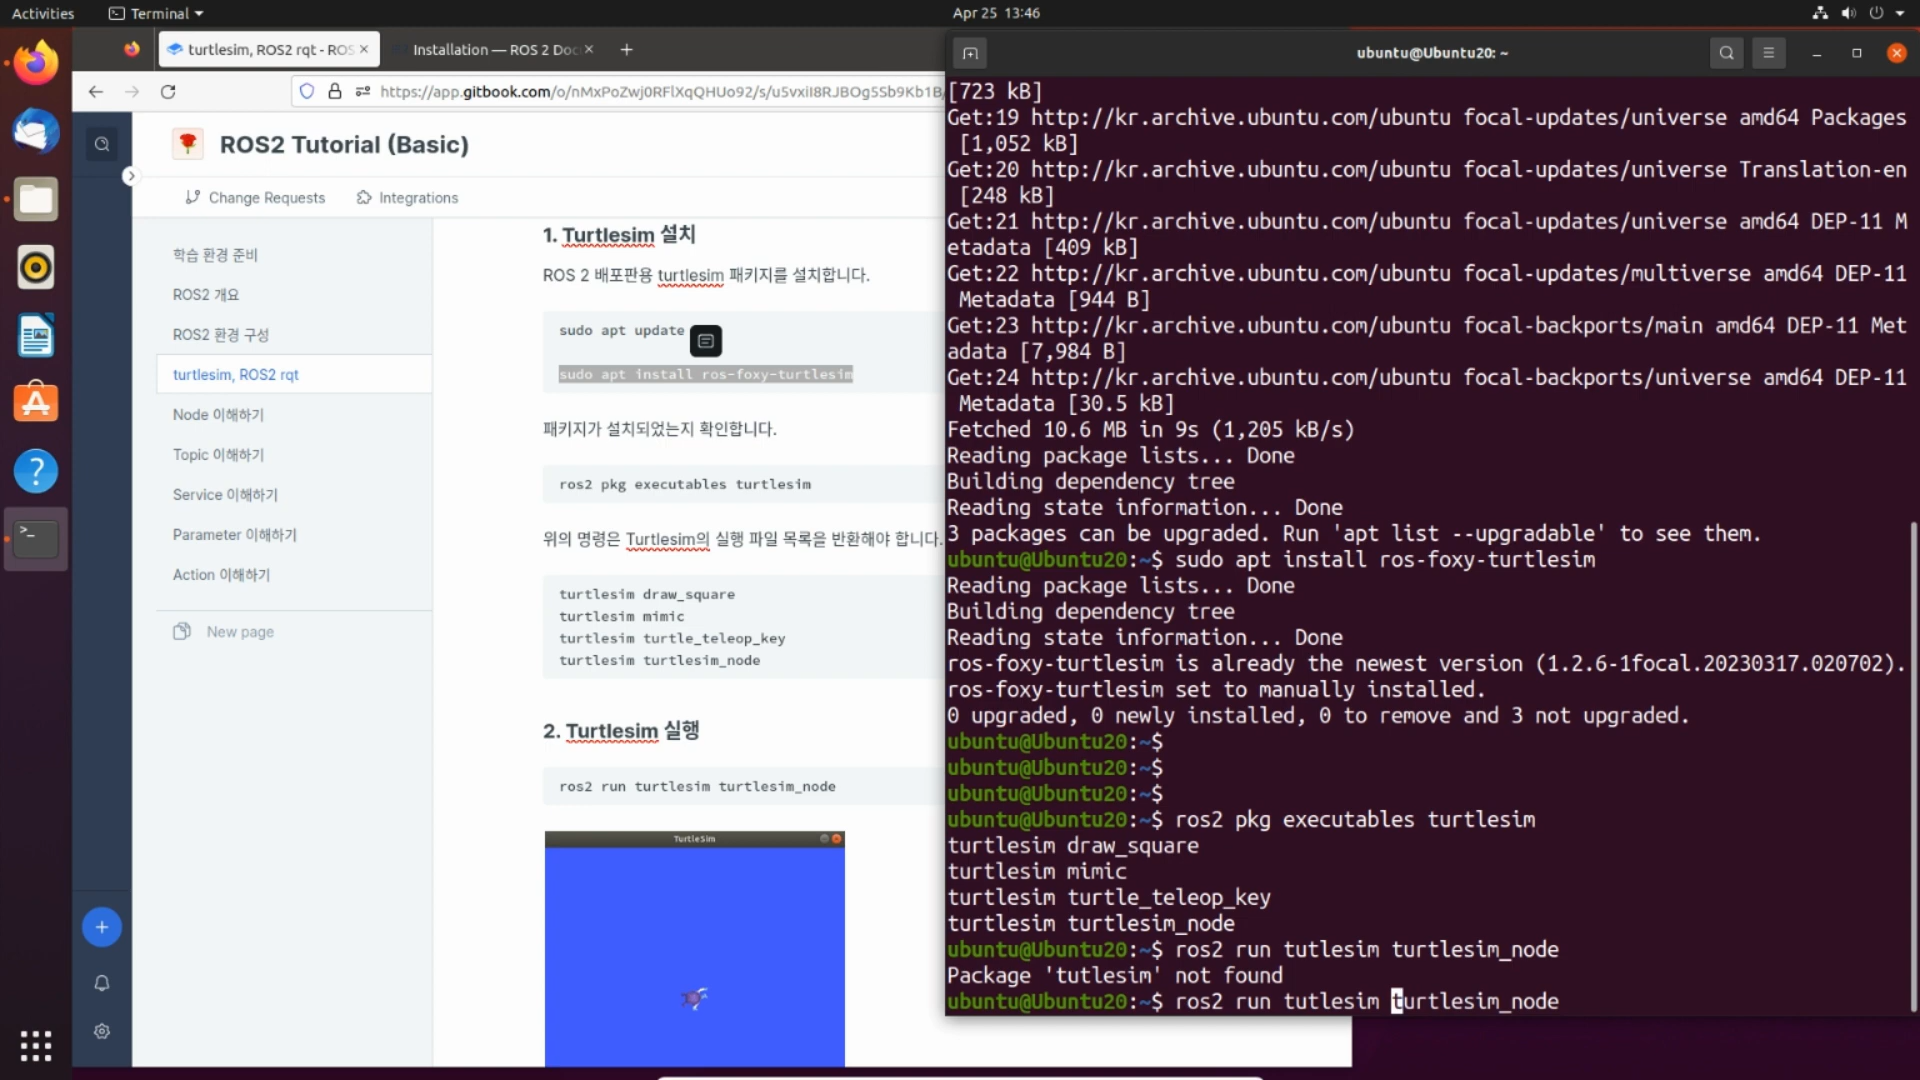 Activities
Terminal
Apr 25 13:46
turtlesim, ROS2 rqt - ROS
Installation — ROS 2 Doc
https://app.gitbook.com/o/nMxPoZwj0RFlXqQHUo92/s/u5vxiI8RJBOg5Sb9Kb1B/
ROS2 Tutorial (Basic)
Change Requests
Integrations
학습 환경 준비
ROS2 개요
ROS2 환경 구성
turtlesim, ROS2 rqt
Node 이해하기
Topic 이해하기
Service 이해하기
Parameter 이해하기
Action 이해하기
New page
1. Turtlesim 설치
ROS 2 배포판용 turtlesim 패키지를 설치합니다.
sudo apt update
sudo apt install ros-foxy-turtlesim
패키지가 설치되었는지 확인합니다.
ros2 pkg executables turtlesim
위의 명령은 Turtlesim의 실행 파일 목록을 반환해야 합니다.
turtlesim draw_square
turtlesim mimic
turtlesim turtle_teleop_key
turtlesim turtlesim_node
2. Turtlesim 실행
ros2 run turtlesim turtlesim_node
TurtleSim
ubuntu@Ubuntu20: ~
[723 kB]
Get:19 http://kr.archive.ubuntu.com/ubuntu focal-updates/universe amd64 Packages
[1,052 kB]
Get:20 http://kr.archive.ubuntu.com/ubuntu focal-updates/universe Translation-en
[248 kB]
Get:21 http://kr.archive.ubuntu.com/ubuntu focal-updates/universe amd64 DEP-11 M
etadata [409 kB]
Get:22 http://kr.archive.ubuntu.com/ubuntu focal-updates/multiverse amd64 DEP-11
Metadata [944 B]
Get:23 http://kr.archive.ubuntu.com/ubuntu focal-backports/main amd64 DEP-11 Met
adata [7,984 B]
Get:24 http://kr.archive.ubuntu.com/ubuntu focal-backports/universe amd64 DEP-11
Metadata [30.5 kB]
Fetched 10.6 MB in 9s (1,205 kB/s)
Reading package lists... Done
Building dependency tree
Reading state information... Done
3 packages can be upgraded. Run 'apt list --upgradable' to see them.
ubuntu@Ubuntu20:~$ sudo apt install ros-foxy-turtlesim
Reading package lists... Done
Building dependency tree
Reading state information... Done
ros-foxy-turtlesim is already the newest version (1.2.6-1focal.20230317.020702).
ros-foxy-turtlesim set to manually installed.
0 upgraded, 0 newly installed, 0 to remove and 3 not upgraded.
ubuntu@Ubuntu20:~$
ubuntu@Ubuntu20:~$
ubuntu@Ubuntu20:~$
ubuntu@Ubuntu20:~$ ros2 pkg executables turtlesim
turtlesim draw_square
turtlesim mimic
turtlesim turtle_teleop_key
turtlesim turtlesim_node
ubuntu@Ubuntu20:~$ ros2 run tutlesim turtlesim_node
Package 'tutlesim' not found
ubuntu@Ubuntu20:~$ ros2 run tutlesim turtlesim_node